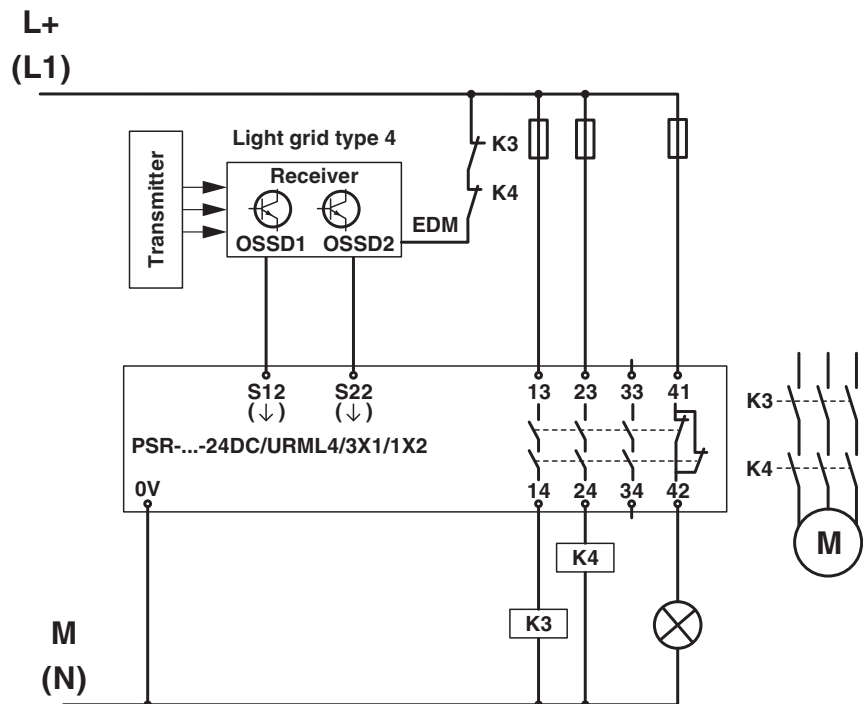 L+
(L1)
Transmitter
Light grid type 4
Receiver
OSSD1 OSSD2
EDM
K3
K4
S12 S22 13 23 33 41
(↓) (↓)
PSR-...-24DC/URML4/3X1/1X2
0V 14 24 34 42
K3
K4
M
K4
K3
M
(N)